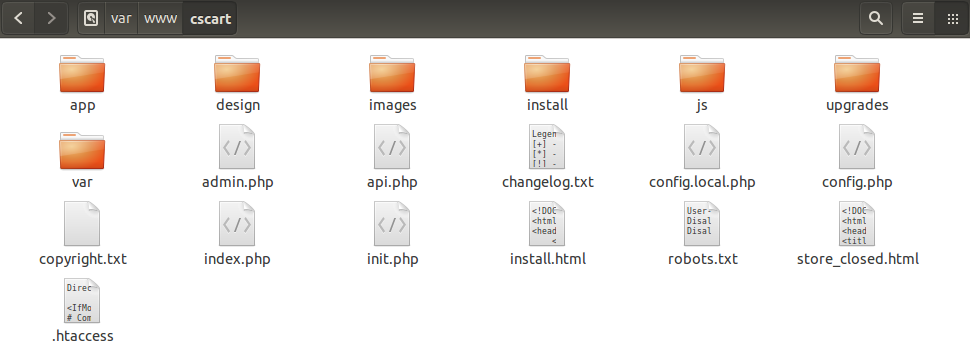 var www cscart
app design images install js upgrades
Legen
[+] -
[*] -
[!] -
var admin.php api.php changelog.txt config.local.php config.php
<!DOC
<html
<head
<
User-
Disal
Disal
<!DOC
<html
<head
<titl
copyright.txt index.php init.php install.html robots.txt store_closed.html
Direc
<IfMo
# Com
.htaccess